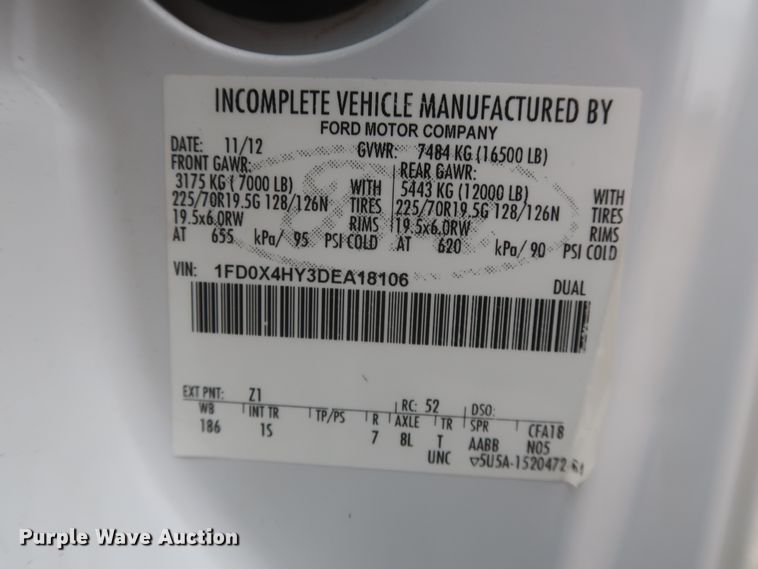 INCOMPLETE VEHICLE MANUFACTURED BY
FORD MOTOR COMPANY
DATE: 11/12 GVWR: 7484 KG (16500 LB)
FRONT GAWR: REAR GAWR:
3175 KG (7000 LB) WITH 5443 KG (12000 LB) WITH
225/70R19.5G 128/126N TIRES 225/70R19.5G 128/126N TIRES
19.5x6.0RW RIMS 19.5x6.0RW RIMS
AT 655 kPa/ 95 PSI COLD AT 620 kPa/ 90 PSI COLD
VIN: 1FD0X4HY3DEA18106 DUAL
EXT PNT: Z1 RC: 52 DSO:
WB INT TR TP/PS R AXLE TR SPR CFA18
186 1S 7 8L T AABB N05
UNC 5U5A-1520472
Purple Wave Auction